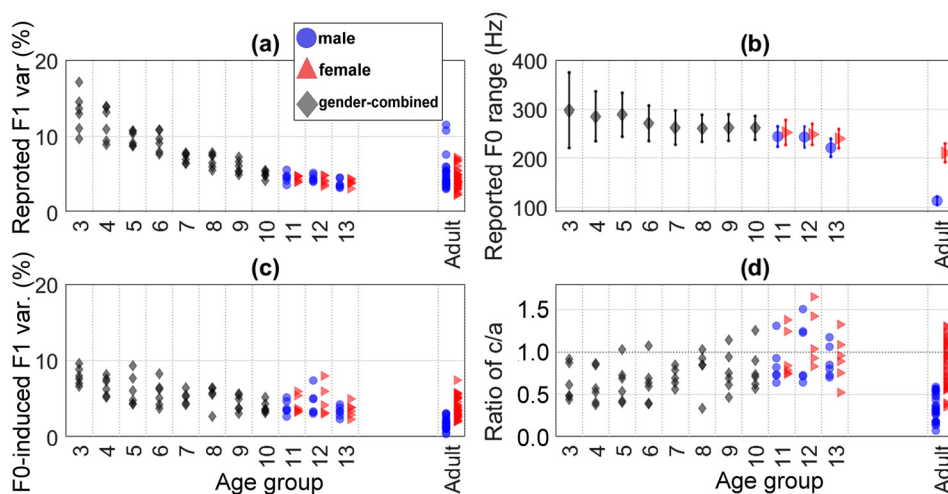 (a)
Reproted F1 var (%)
20
10
0
3 4 5 6 7 8 9 10 11 12 13 Adult
male
female
gender-combined
(b)
Reported F0 range (Hz)
400
300
200
100
3 4 5 6 7 8 9 10 11 12 13 Adult
(c)
F0-induced F1 var. (%)
20
10
0
3 4 5 6 7 8 9 10 11 12 13 Adult
Age group
(d)
Ratio of c/a
1.5
1.0
0.5
0.0
3 4 5 6 7 8 9 10 11 12 13 Adult
Age group